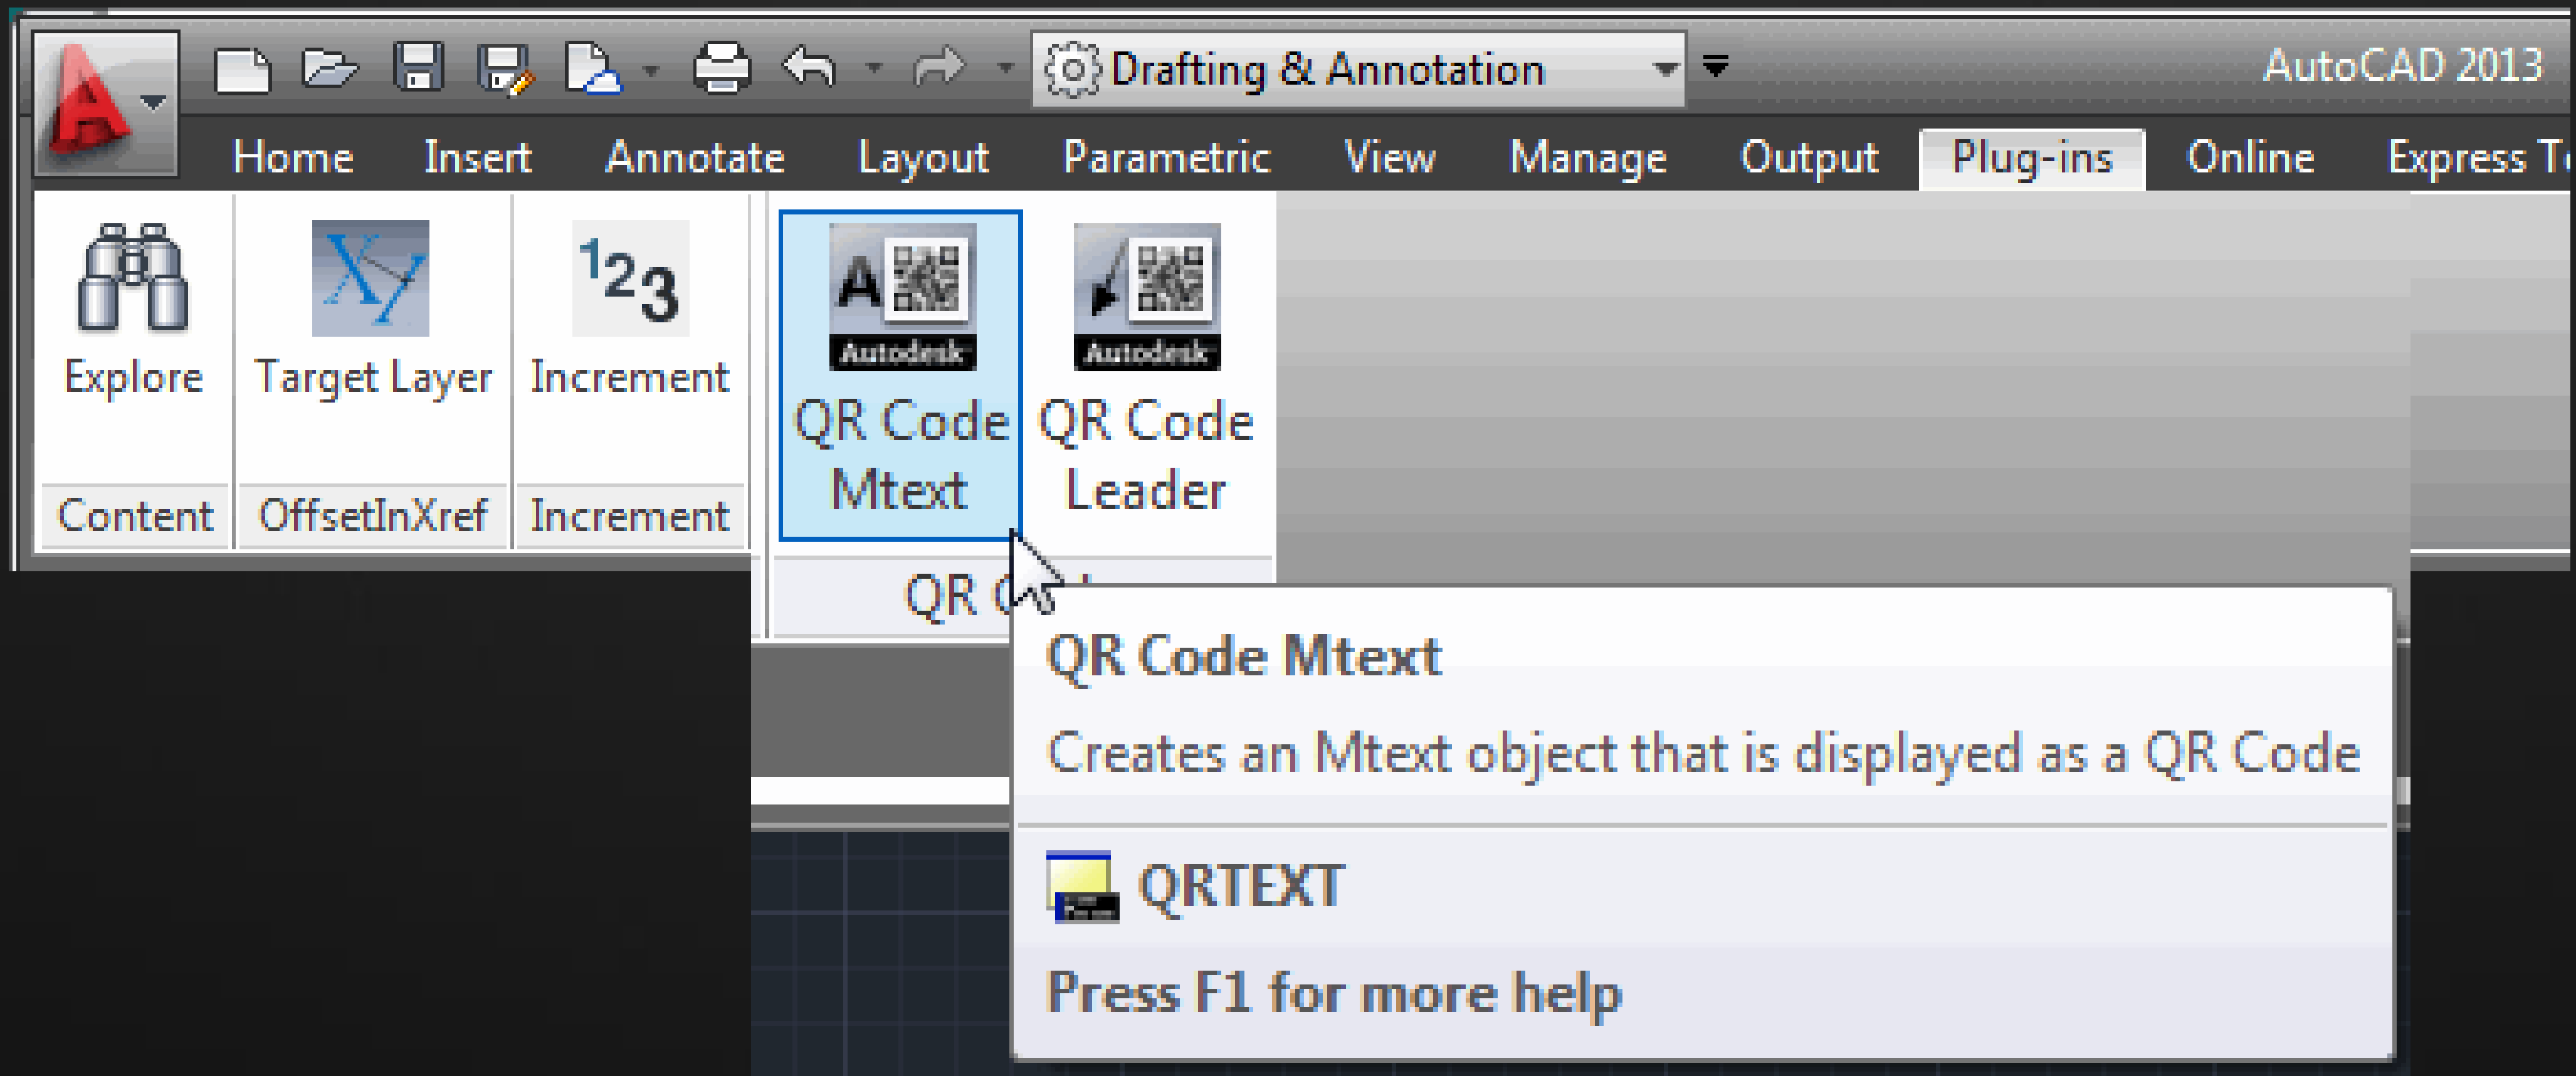 Drafting & Annotation
AutoCAD 2013
Home Insert Annotate Layout Parametric View Manage Output Plug-ins Online Express
Explore
Target Layer
123
Increment
A
Autodesk
QR Code
Mtext
Autodesk
QR Code
Leader
Content
OffsetInXref
Increment
QR
QR Code Mtext
Creates an Mtext object that is displayed as a QR Code
QRTEXT
Press F1 for more help